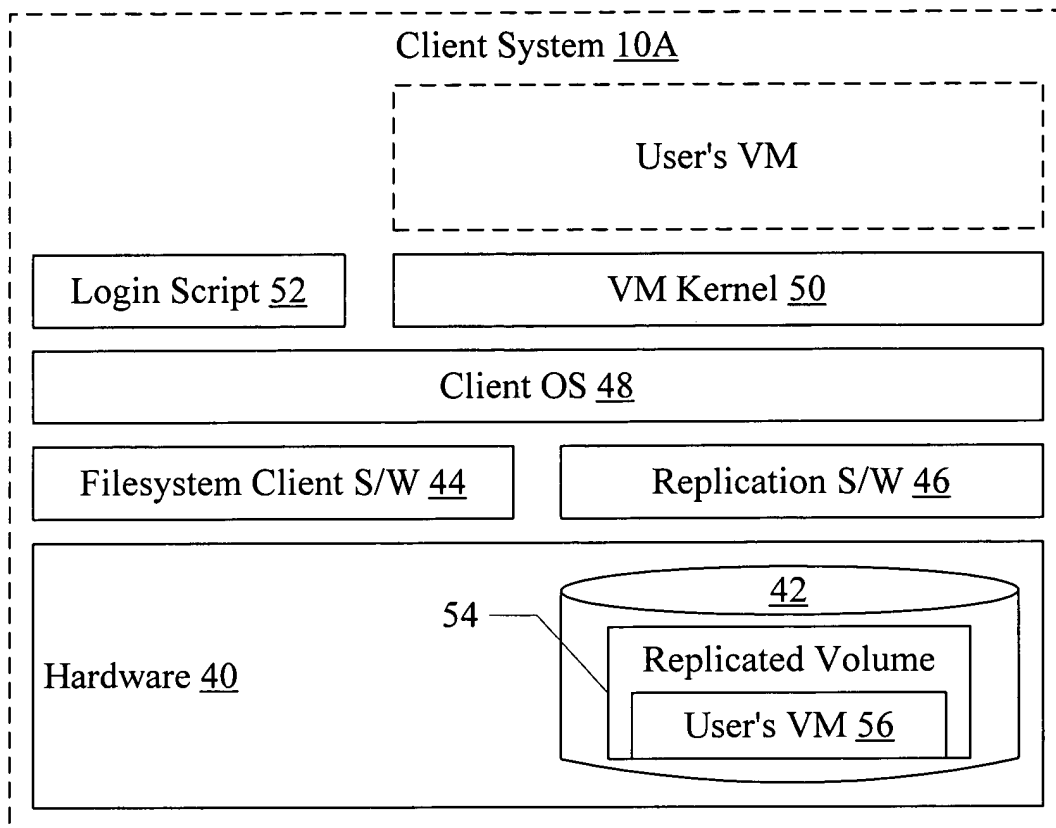 Client System 10A
User's VM
Login Script 52
VM Kernel 50
Client OS 48
Filesystem Client S/W 44
Replication S/W 46
42
54
Replicated Volume
Hardware 40
User's VM 56